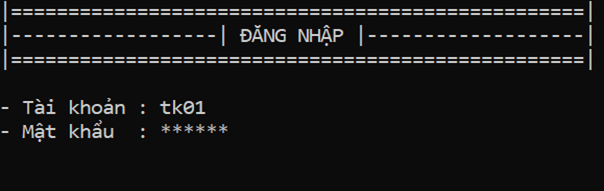 |==================================================|
|------------------| ĐĂNG NHẬP |-------------------|
|==================================================|
- Tài khoản : tk01
- Mật khẩu  : ******